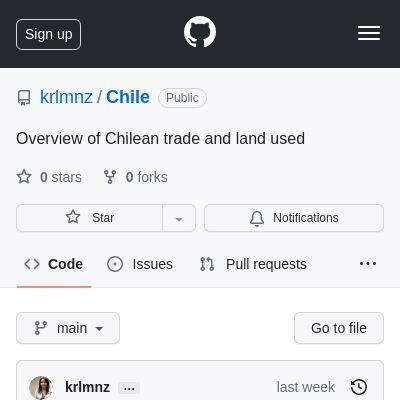 Sign up
krlmnz / Chile Public
Overview of Chilean trade and land used
0 stars 0 forks
Star Notifications
Code Issues Pull requests
main Go to file
krlmnz last week